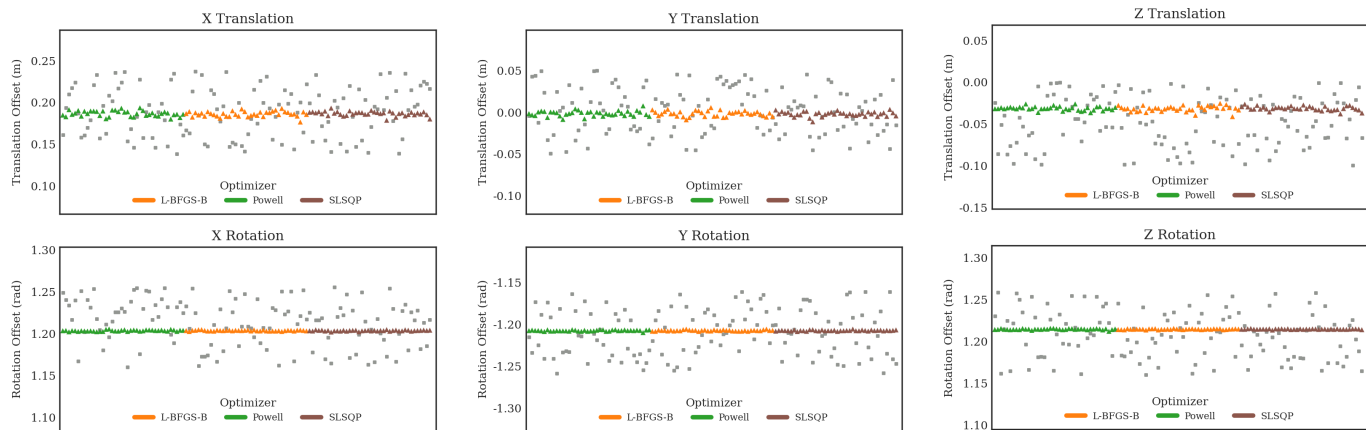 X Translation
Translation Offset (m)
0.25
0.20
0.15
0.10
Optimizer
L-BFGS-B Powell SLSQP
Y Translation
Translation Offset (m)
0.05
0.00
-0.05
-0.10
Optimizer
L-BFGS-B Powell SLSQP
Z Translation
Translation Offset (m)
0.05
0.00
-0.05
-0.10
-0.15
Optimizer
L-BFGS-B Powell SLSQP
X Rotation
Rotation Offset (rad)
1.30
1.25
1.20
1.15
1.10
Optimizer
L-BFGS-B Powell SLSQP
Y Rotation
Rotation Offset (rad)
-1.15
-1.20
-1.25
-1.30
Optimizer
L-BFGS-B Powell SLSQP
Z Rotation
Rotation Offset (rad)
1.30
1.25
1.20
1.15
1.10
Optimizer
L-BFGS-B Powell SLSQP